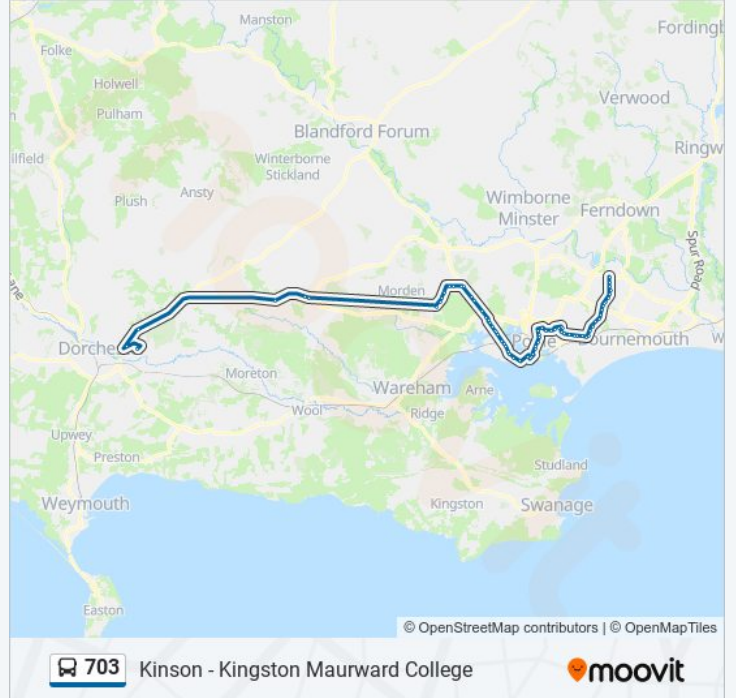 Manston
Fordingb
Folke
Holwell
Verwood
Pulham
Blandford Forum
Ringw
ilfield
Winterborne
Stickland
Ansty
Plush
Wimborne
Minster
Ferndown
Spur Road
ane
Morden
Dorche
Poole
ournemouth
W
Moreton
Wareham
Arne
Wool
Ridge
Upwey
Preston
Studland
Weymouth
Kingston
Swanage
Easton
© OpenStreetMap contributors | © OpenMapTiles
703 Kinson - Kingston Maurward College
moovit